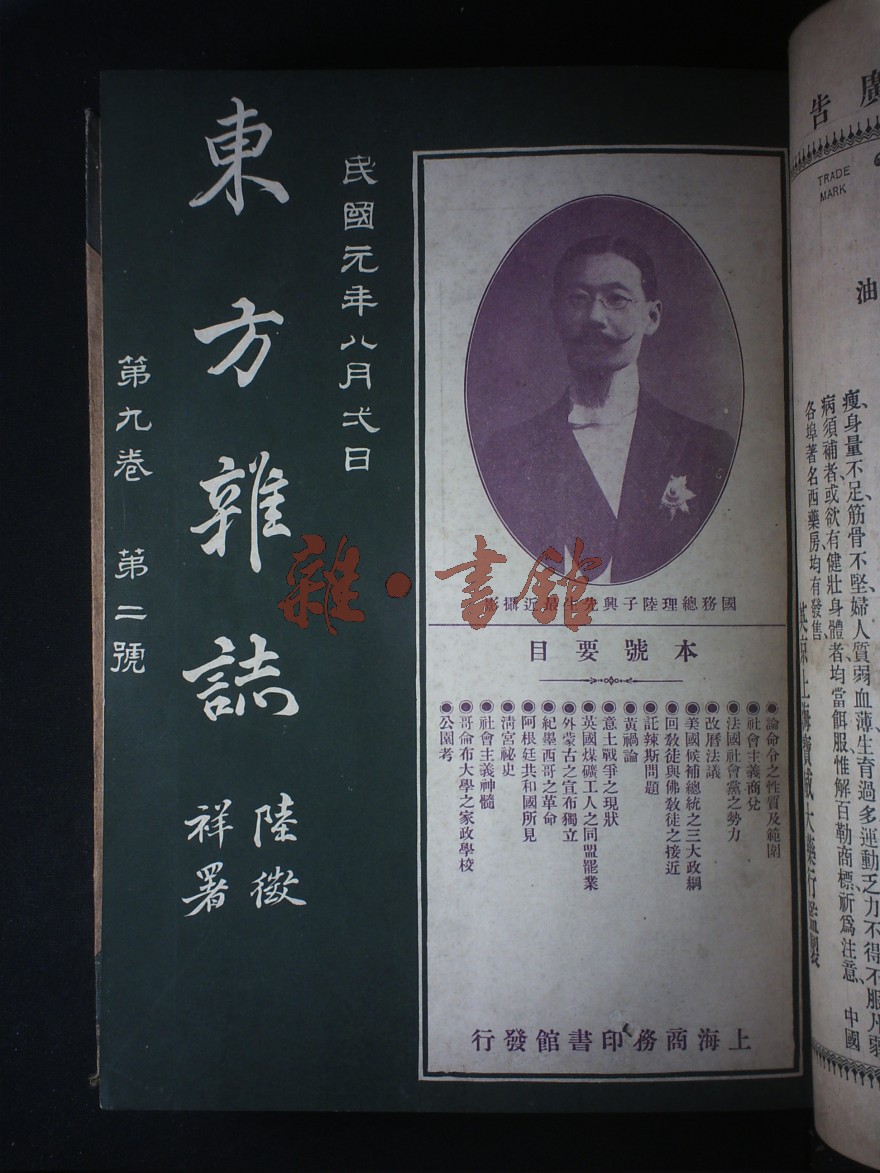 東方雜誌
陸徵
祥署
民國元年八月弍日
第九卷 第二號
國務總理陸子興先生最近攝影
本號要目
●論命令之性質及範圍
●社會主義商兌
●法國社會黨之勢力
●改曆法議
●美國候補總統之三大政綱
●回敎徒與佛敎徒之接近
●託辣斯問題
●黃禍論
●意土戰爭之現狀
●英國煤礦工人之同盟罷業
●外蒙古之宣布獨立
●紀墨西哥之革命
●阿根廷共和國所見
●淸宮祕史
●社會主義神髓
●哥侖布大學之家政學校
●公園考
上海商務印書館發行
雜·書館
廣告
TRADE
MARK
油
瘦、身量不足、筋骨不堅、婦人質弱血薄、生育過多、運動乏力、不得不服、凡弱
病須補者、或欲有健壯身體者、均當餌服、惟解百勒商標、祈爲注意、中國
各埠著名西藥房、均有發售、